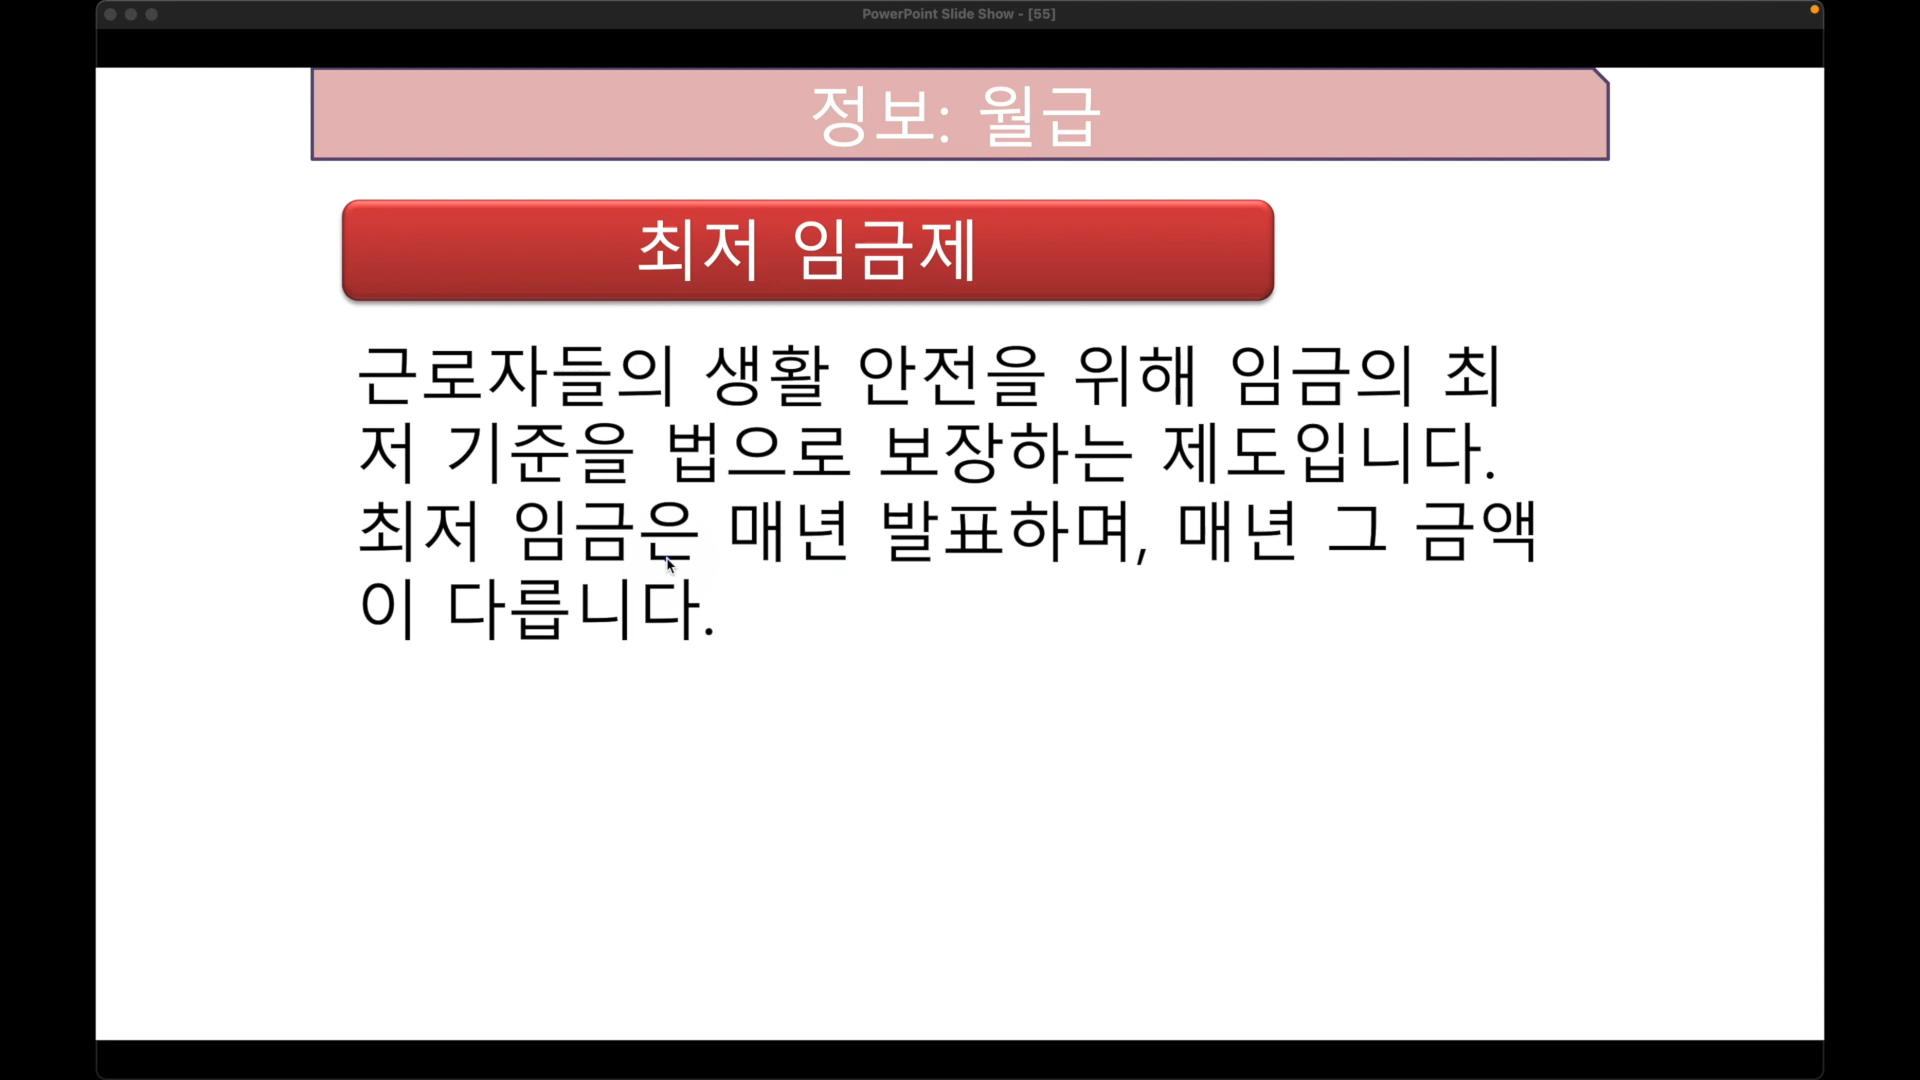 PowerPoint Slide Show - [55]
정보: 월급
최저 임금제
근로자들의 생활 안전을 위해 임금의 최
저 기준을 법으로 보장하는 제도입니다.
최저 임금은 매년 발표하며, 매년 그 금액
이 다릅니다.